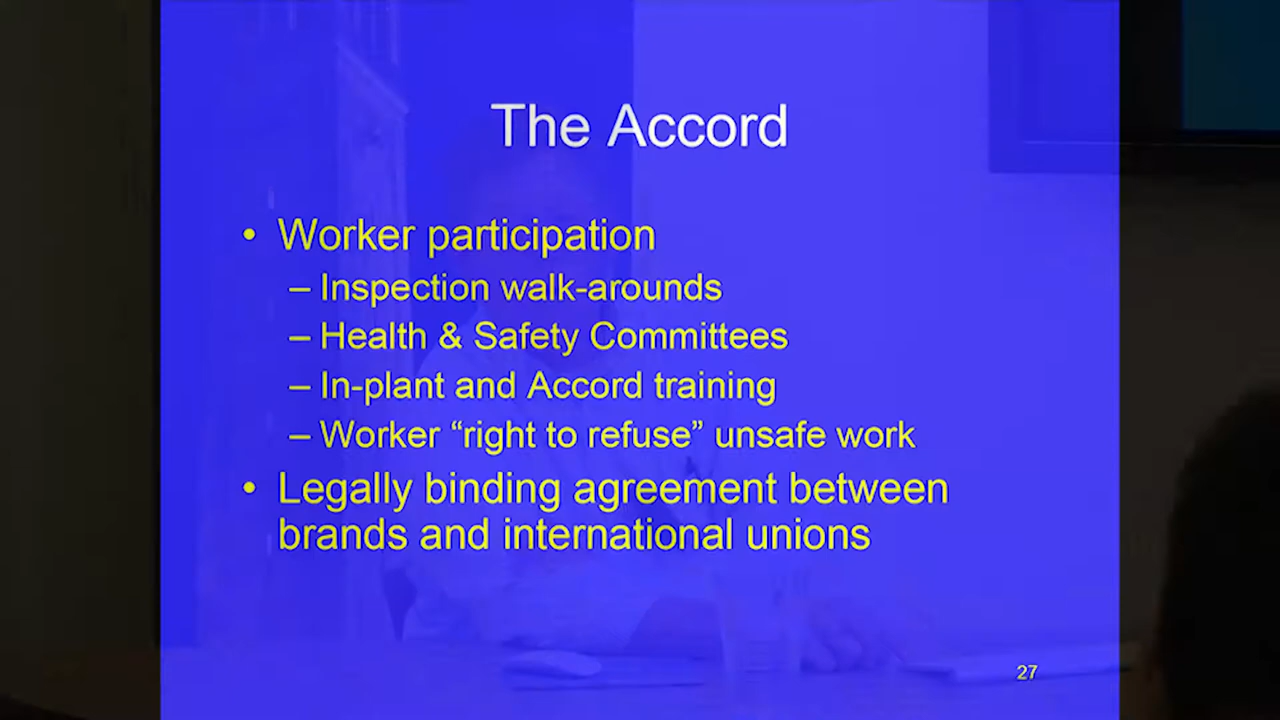 The Accord
• Worker participation
– Inspection walk-arounds
– Health & Safety Committees
– In-plant and Accord training
– Worker “right to refuse” unsafe work
• Legally binding agreement between
brands and international unions
27